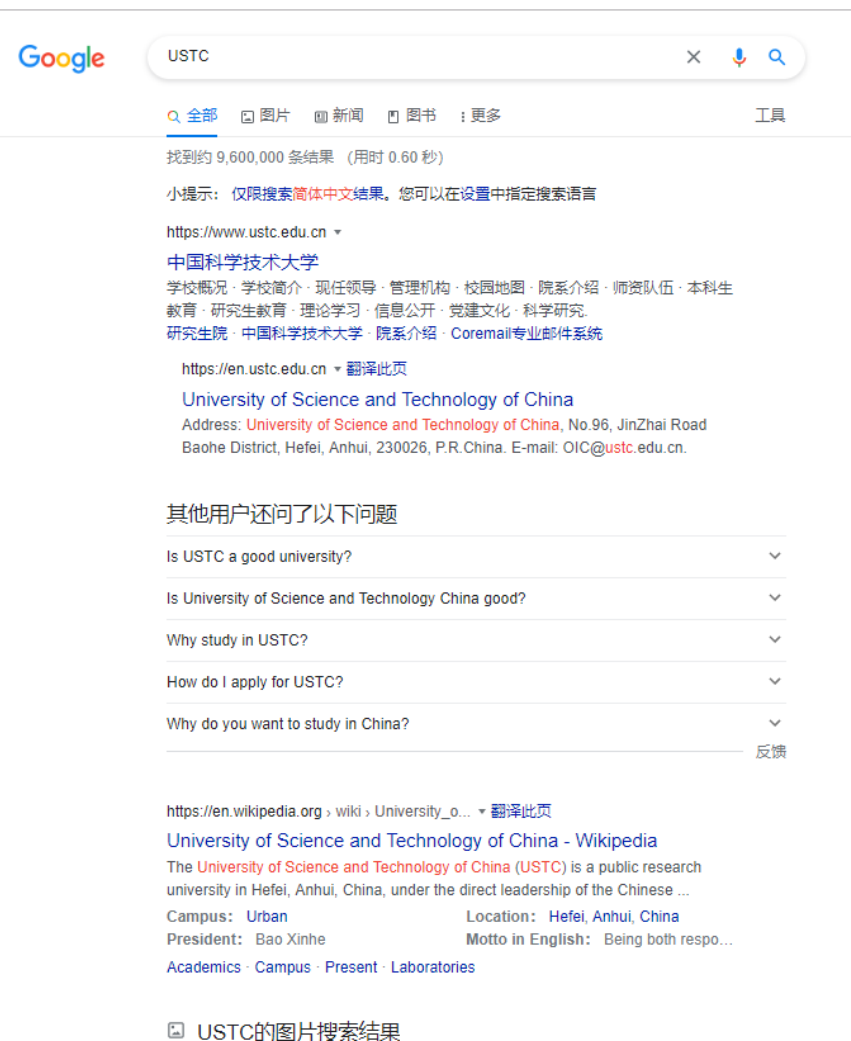 Google
USTC
全部 图片 新闻 图书 更多 工具
找到约 9,600,000 条结果 （用时 0.60 秒）
小提示： 仅限搜索简体中文结果。您可以在设置中指定搜索语言
https://www.ustc.edu.cn
中国科学技术大学
学校概况 · 学校简介 · 现任领导 · 管理机构 · 校园地图 · 院系介绍 · 师资队伍 · 本科生
教育 · 研究生教育 · 理论学习 · 信息公开 · 党建文化 · 科学研究.
研究生院 · 中国科学技术大学 · 院系介绍 · Coremail专业邮件系统
https://en.ustc.edu.cn 翻译此页
University of Science and Technology of China
Address: University of Science and Technology of China, No.96, JinZhai Road
Baohe District, Hefei, Anhui, 230026, P.R.China. E-mail: OIC@ustc.edu.cn.
其他用户还问了以下问题
Is USTC a good university?
Is University of Science and Technology China good?
Why study in USTC?
How do I apply for USTC?
Why do you want to study in China?
反馈
https://en.wikipedia.org › wiki › University_o... 翻译此页
University of Science and Technology of China - Wikipedia
The University of Science and Technology of China (USTC) is a public research
university in Hefei, Anhui, China, under the direct leadership of the Chinese ...
Campus： Urban Location： Hefei, Anhui, China
President： Bao Xinhe Motto in English： Being both respo...
Academics · Campus · Present · Laboratories
USTC的图片搜索结果